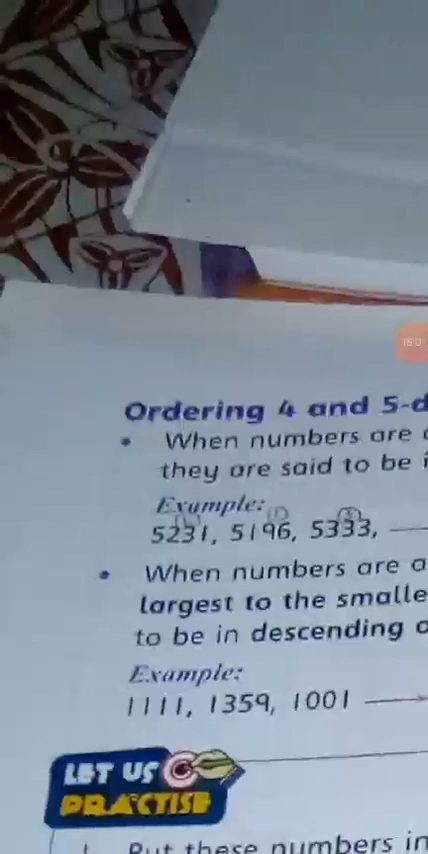 Ordering 4 and 5-d
• When numbers are
they are said to be i
Example:
5231, 5196, 5333,
• When numbers are a
largest to the smalle
to be in descending o
Example:
1111, 1359, 1001
LET US
PRACTISE
1. Put these numbers in